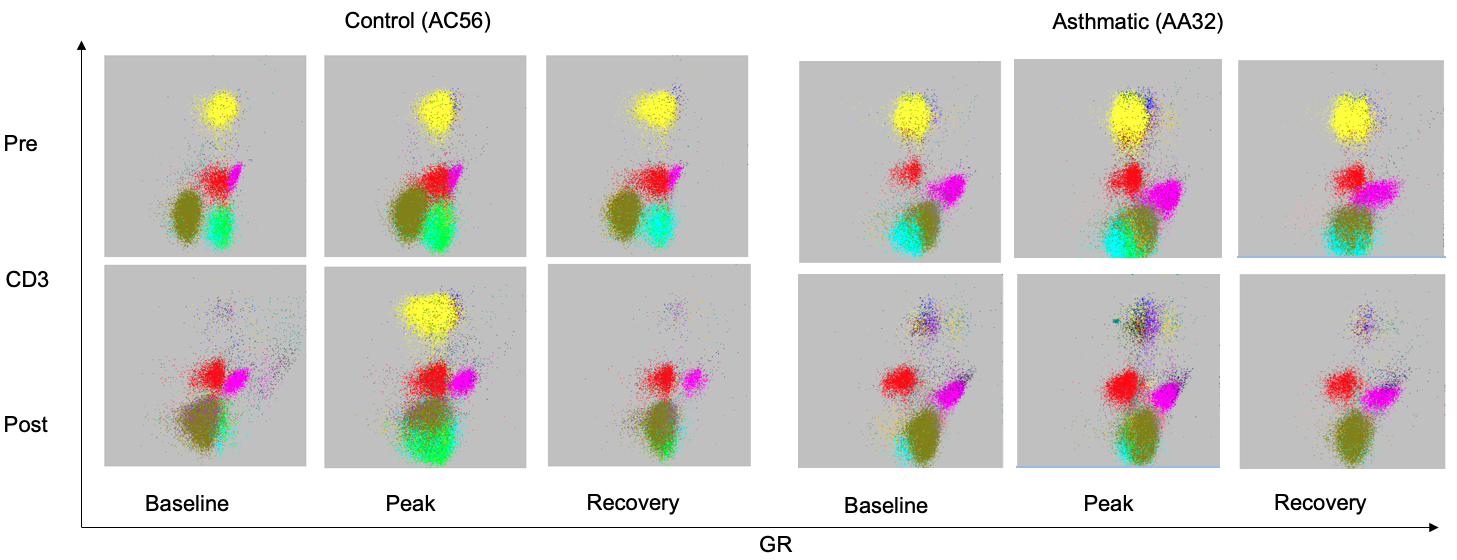 Control (AC56)
Asthmatic (AA32)
Pre
CD3
Post
Baseline
Peak
Recovery
Baseline
Peak
Recovery
GR